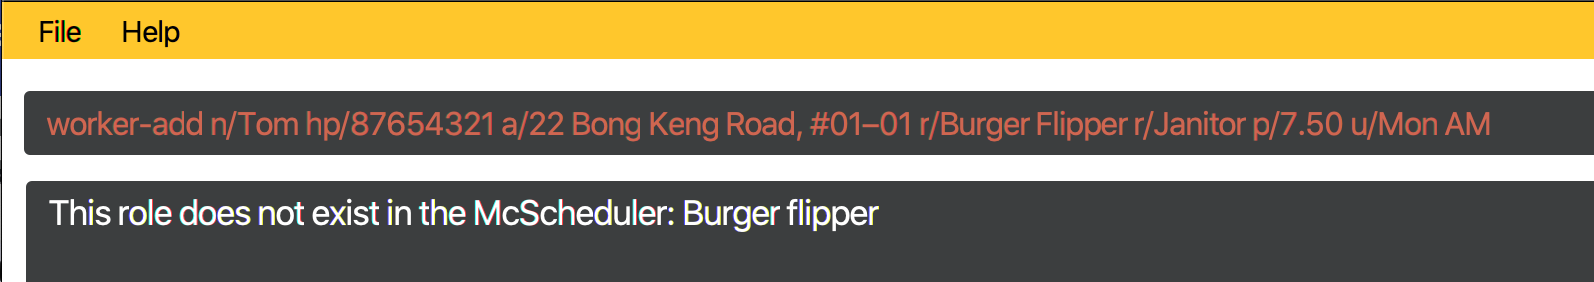 File Help
worker-add n/Tom hp/87654321 a/22 Bong Keng Road, #01–01 r/Burger Flipper r/Janitor p/7.50 u/Mon AM
This role does not exist in the McScheduler: Burger flipper